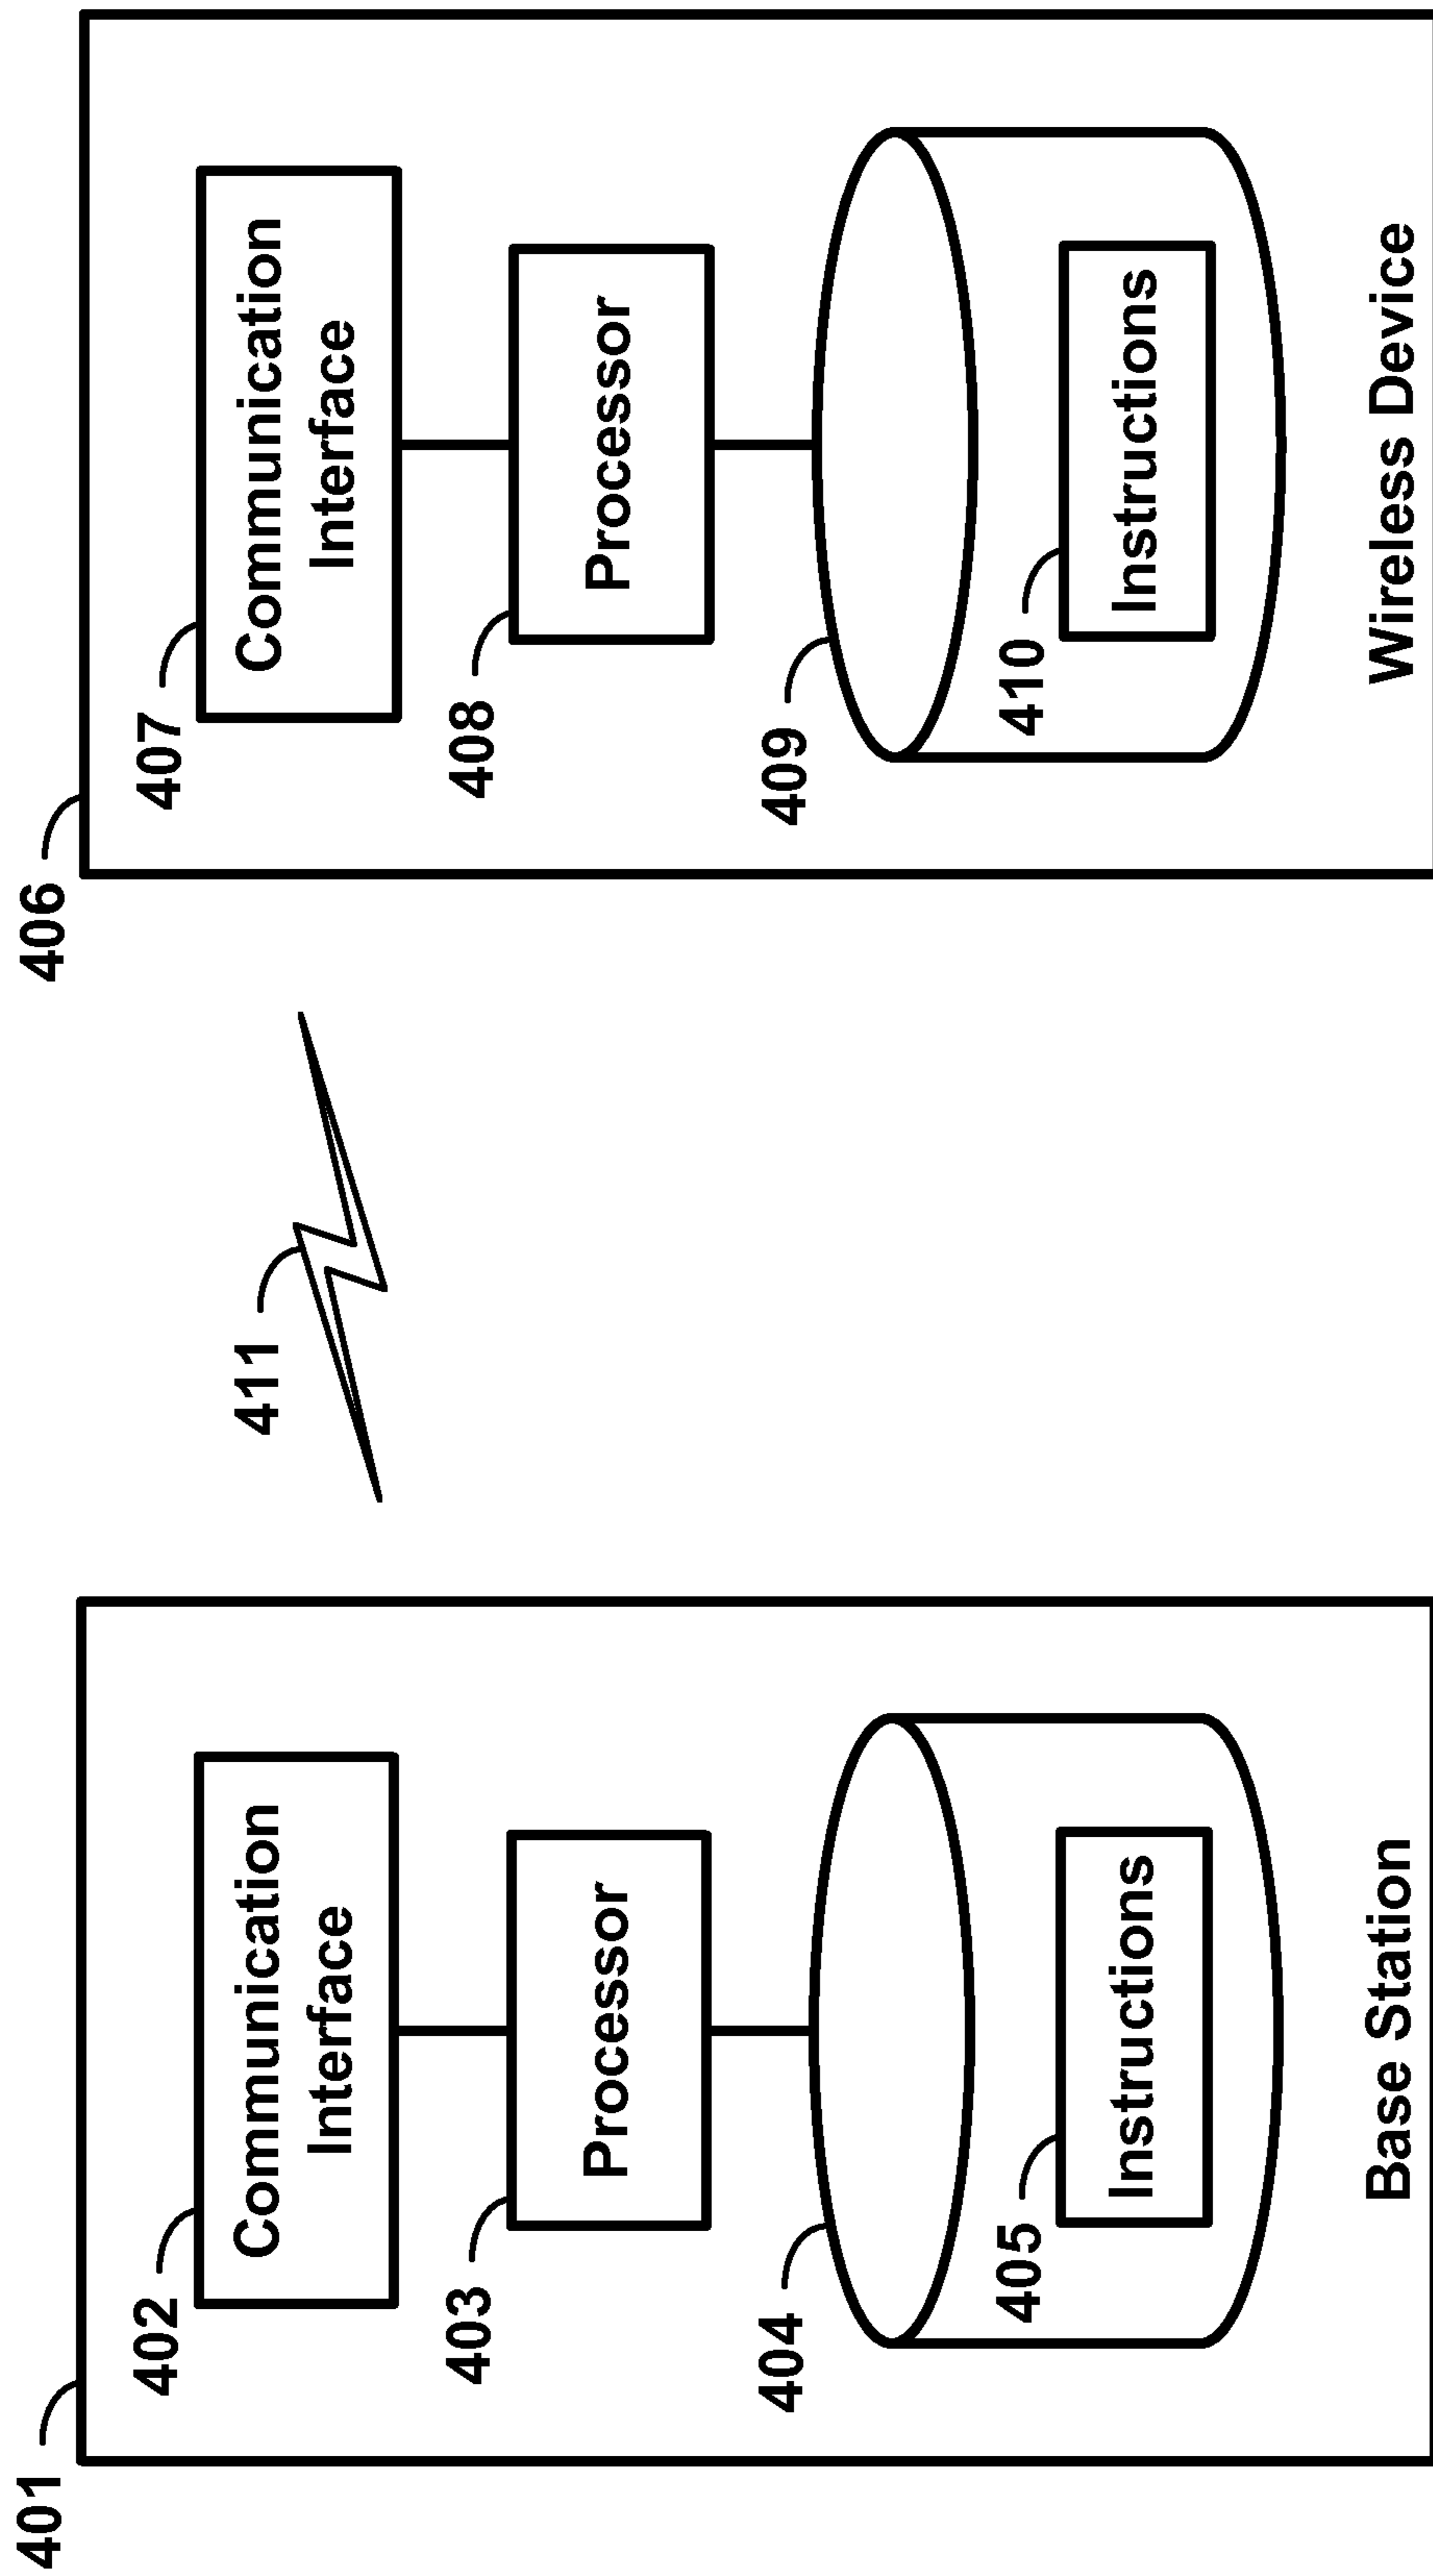 401
402
Communication
Interface
403
Processor
404
405
Instructions
Base Station
411
406
407
Communication
Interface
408
Processor
409
410
Instructions
Wireless Device